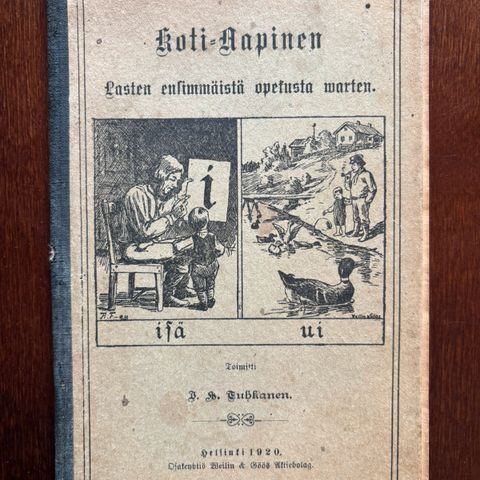 Koti-Aapinen
Lasten ensimmäistä opetusta warten.
i
isä
ui
Toimitti
J. H. Tuhkanen.
Helsinki 1920.
Osakeyhtiö Weilin & Göös Aktiebolag.